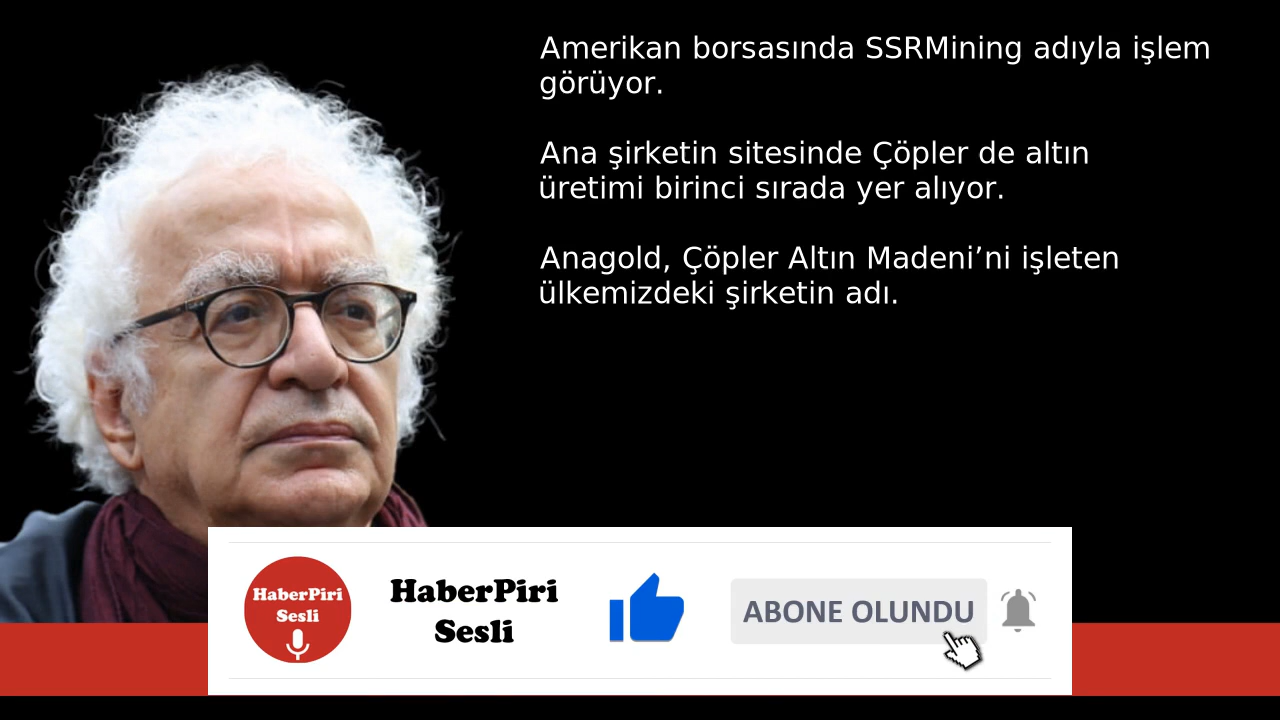 Amerikan borsasında SSRMining adıyla işlem
görüyor.
Ana şirketin sitesinde Çöpler de altın
üretimi birinci sırada yer alıyor.
Anagold, Çöpler Altın Madeni’ni işleten
ülkemizdeki şirketin adı.
HaberPiri
Sesli
HaberPiri
Sesli
ABONE OLUNDU